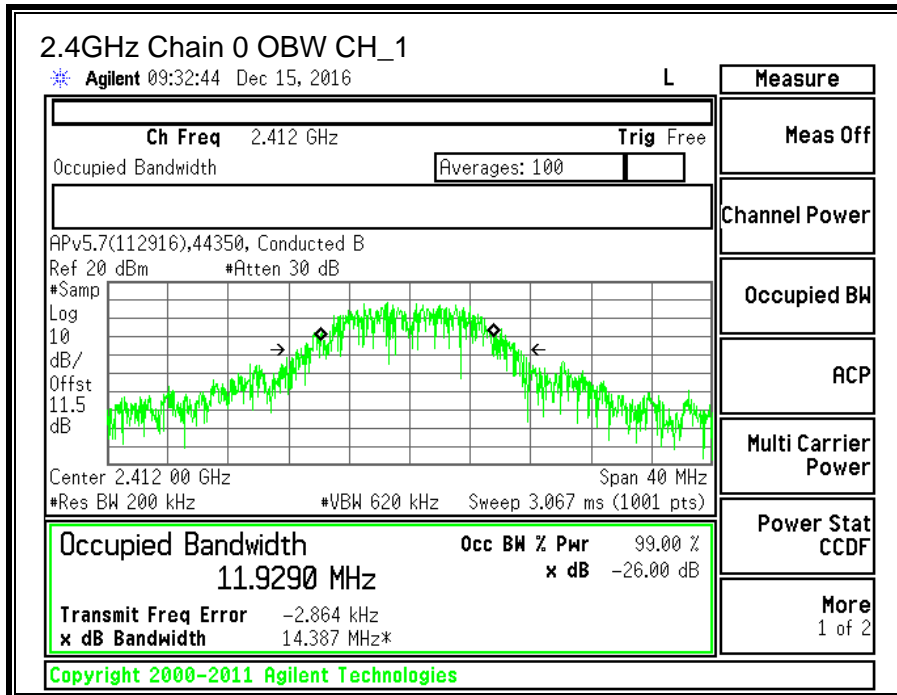 2.4GHz Chain 0 OBW CH_1
Agilent 09:32:44 Dec 15, 2016 L
Measure
Ch Freq 2.412 GHz Trig Free
Occupied Bandwidth Averages: 100
APv5.7(112916),44350, Conducted B
Ref 20 dBm #Atten 30 dB
#Samp
Log
10
dB/
Offst
11.5
dB
Center 2.412 00 GHz Span 40 MHz
#Res BW 200 kHz #VBW 620 kHz Sweep 3.067 ms (1001 pts)
Occupied Bandwidth Occ BW % Pwr 99.00 %
11.9290 MHz x dB -26.00 dB
Transmit Freq Error -2.864 kHz
x dB Bandwidth 14.387 MHz*
Meas Off
Channel Power
Occupied BW
ACP
Multi Carrier
Power
Power Stat
CCDF
More
1 of 2
Copyright 2000-2011 Agilent Technologies